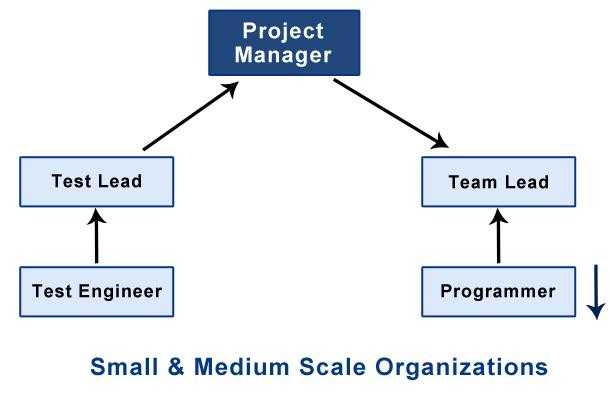 Project
Manager
Test Lead
Team Lead
Test Engineer
Programmer
Small & Medium Scale Organizations